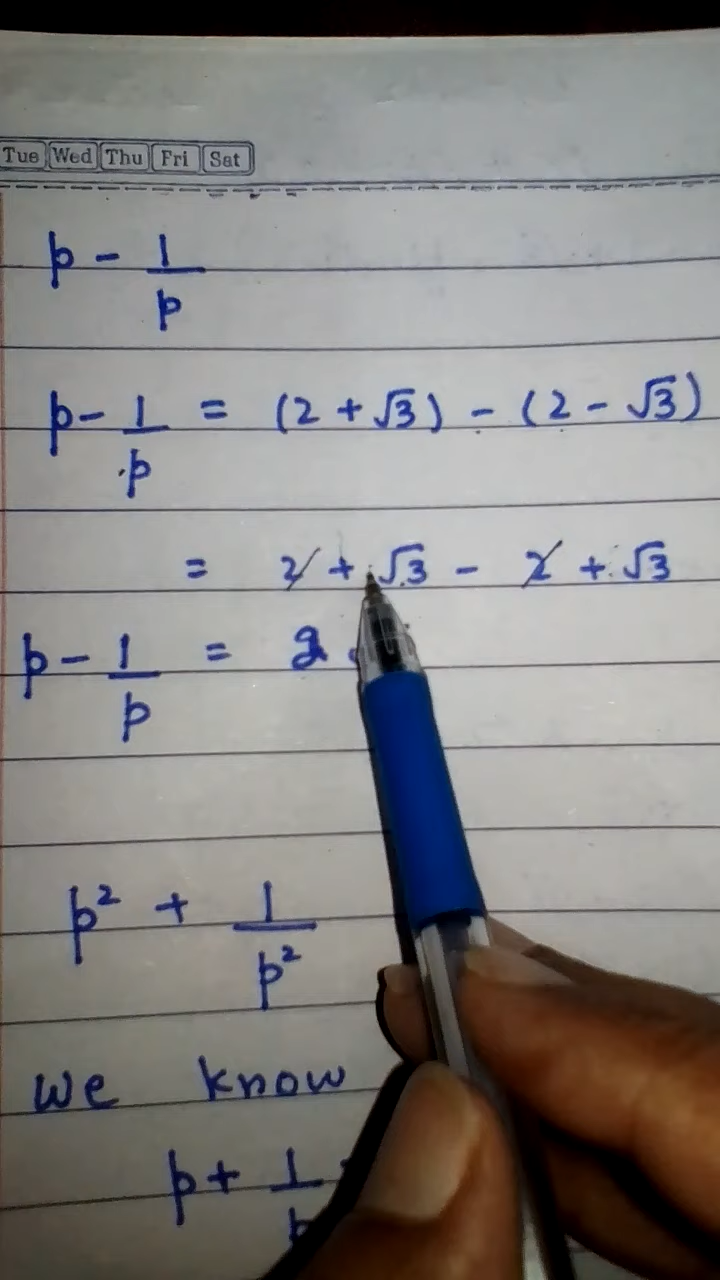 Tue Wed Thu Fri Sat
p - 1/p
p - 1/p = (2 + √3) - (2 - √3)
= 2 + √3 - 2 + √3
p - 1/p = 2
p² + 1/p²
We know
p + 1/p